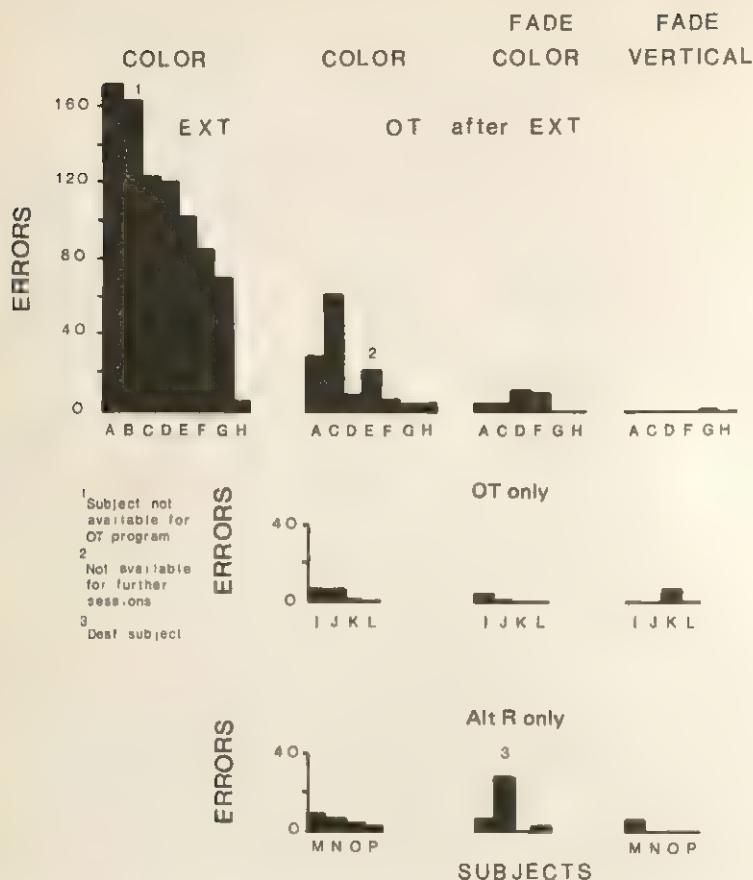 FADE FADE
COLOR COLOR COLOR VERTICAL
1
160 EXT OT after EXT
120
ERRORS
80
40
2
0
A B C D E F G H A C D E F G H A C D F G H A C D F G H
1 Subject not
available for
OT program
2
Not available
for further
sessions
3
Deaf subject
ERRORS
OT only
40
0
I J K L I J K L I J K L
ERRORS
Alt R only
40
3
0
M N O P M N O P
SUBJECTS